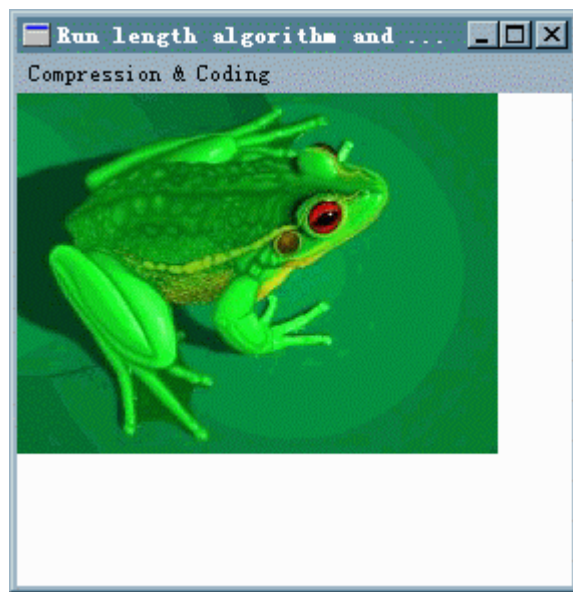 Run length algorithm and ...
Compression & Coding